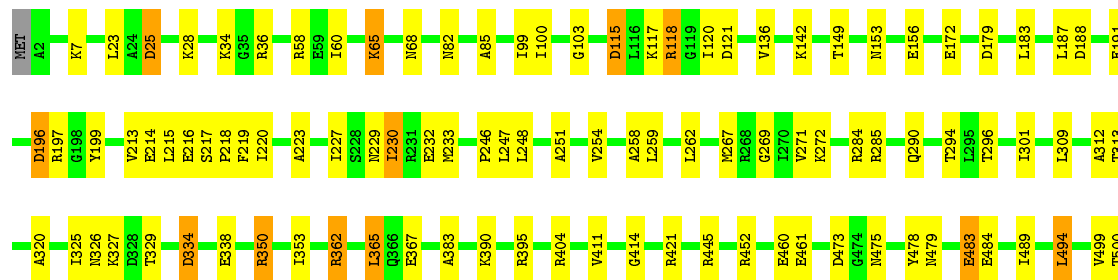 MET A2 K7 L23 A24 D25 K28 K34 G35 R36 R58 E59 I60 K65 N68 N82 A85 I99 I100 G103 D115 L116 K117 R118 G119 I120 D121 V136 K142 T149 N153 E156 E172 D179 L183 L187 D188 E191
D196 R197 G198 Y199 V213 E214 L215 E216 S217 P218 F219 I220 A223 I227 S228 N229 I230 R231 E232 M233 P246 L247 L248 A251 V254 A258 L259 L262 M267 R268 G269 I270 V271 K272 R284 R285 Q290 T294 L295 T296 I301 L309 A312 T313
A320 I325 N326 K327 D328 T329 D334 E338 R350 I353 R362 L365 Q366 E367 A383 K390 R395 R404 V411 G414 R421 R445 R452 E460 E461 D473 G474 N475 Y478 N479 E483 E484 I489 L494 V499